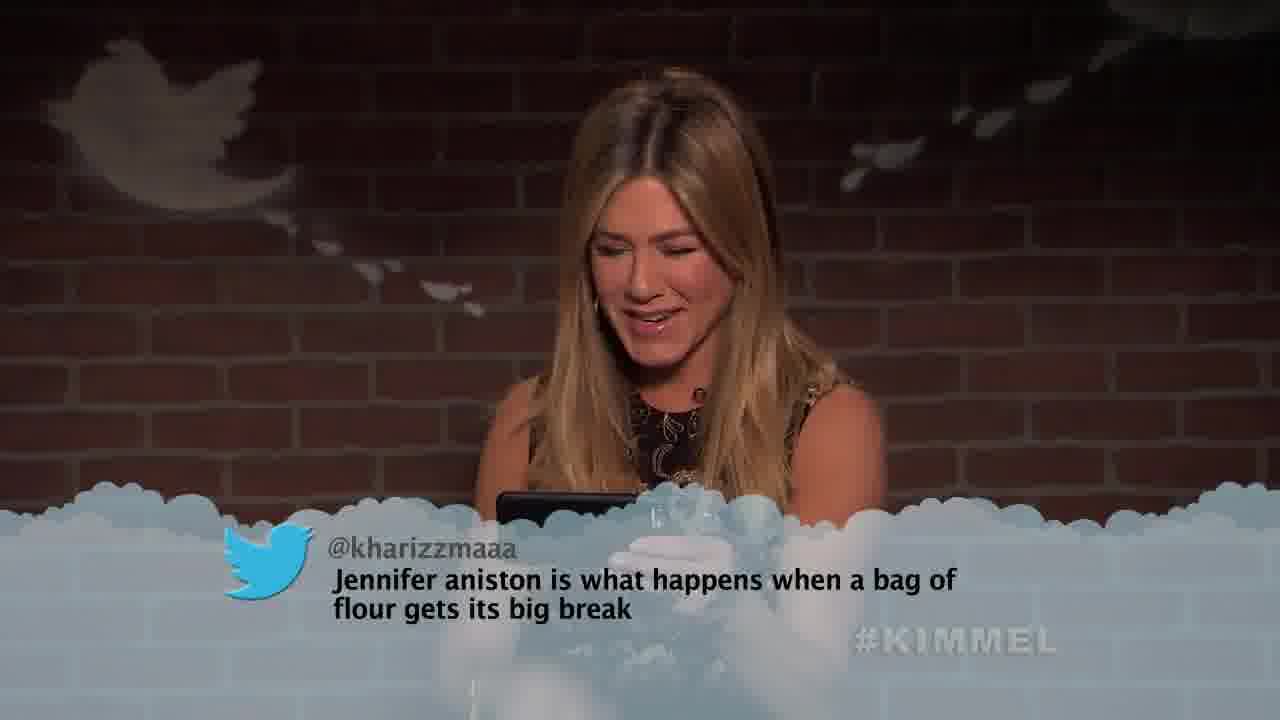 @kharizzmaaa
Jennifer aniston is what happens when a bag of
flour gets its big break
#KIMMEL